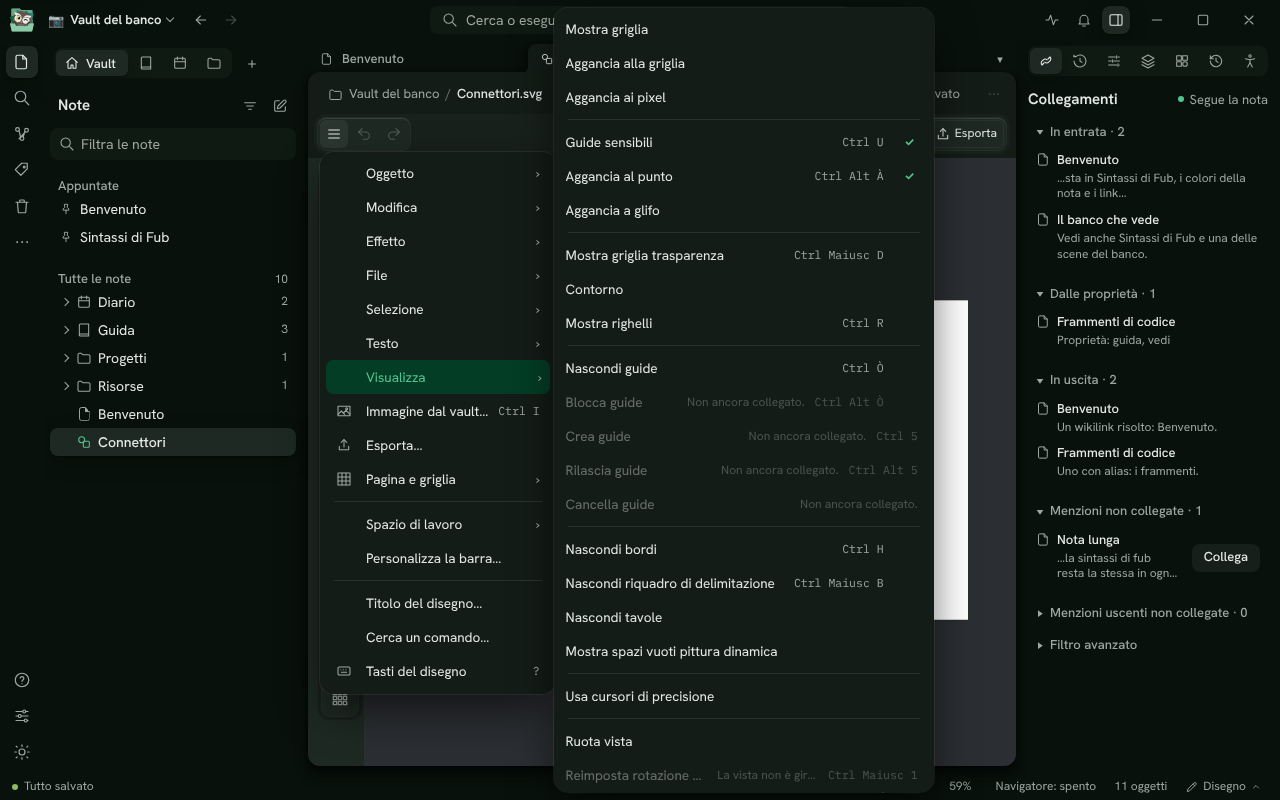 Vault del banco
Cerca o esegu
Vault
Note
Filtra le note
Appuntate
Benvenuto
Sintassi di Fub
Tutte le note 10
Diario 2
Guida 3
Progetti 1
Risorse 1
Benvenuto
Connettori
Tutto salvato
Benvenuto
Vault del banco / Connettori.svg
vato
Esporta
Oggetto
Modifica
Effetto
File
Selezione
Testo
Visualizza
Immagine dal vault... Ctrl I
Esporta...
Pagina e griglia
Spazio di lavoro
Personalizza la barra...
Titolo del disegno...
Cerca un comando...
Tasti del disegno ?
Mostra griglia
Aggancia alla griglia
Aggancia ai pixel
Guide sensibili Ctrl U
Aggancia al punto Ctrl Alt À
Aggancia a glifo
Mostra griglia trasparenza Ctrl Maiusc D
Contorno
Mostra righelli Ctrl R
Nascondi guide Ctrl Ò
Blocca guide Non ancora collegato. Ctrl Alt Ò
Crea guide Non ancora collegato. Ctrl 5
Rilascia guide Non ancora collegato. Ctrl Alt 5
Cancella guide Non ancora collegato.
Nascondi bordi Ctrl H
Nascondi riquadro di delimitazione Ctrl Maiusc B
Nascondi tavole
Mostra spazi vuoti pittura dinamica
Usa cursori di precisione
Ruota vista
Reimposta rotazione ... La vista non è gir... Ctrl Maiusc 1
Collegamenti
Segue la nota
In entrata · 2
Benvenuto
...sta in Sintassi di Fub, i colori della
nota e i link...
Il banco che vede
Vedi anche Sintassi di Fub e una delle
scene del banco.
Dalle proprietà · 1
Frammenti di codice
Proprietà: guida, vedi
In uscita · 2
Benvenuto
Un wikilink risolto: Benvenuto.
Frammenti di codice
Uno con alias: i frammenti.
Menzioni non collegate · 1
Nota lunga
...la sintassi di fub
resta la stessa in ogn...
Collega
Menzioni uscenti non collegate · 0
Filtro avanzato
59%
Navigatore: spento
11 oggetti
Disegno